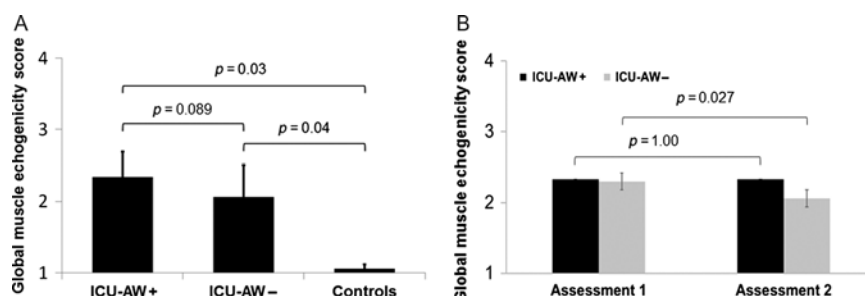 A
Global muscle echogenicity score
4
3
2
1
p = 0.03
p = 0.089
p = 0.04
ICU-AW+
ICU-AW−
Controls
B
Global muscle echogenicity score
4
3
2
1
ICU-AW+
ICU-AW−
p = 0.027
p = 1.00
Assessment 1
Assessment 2